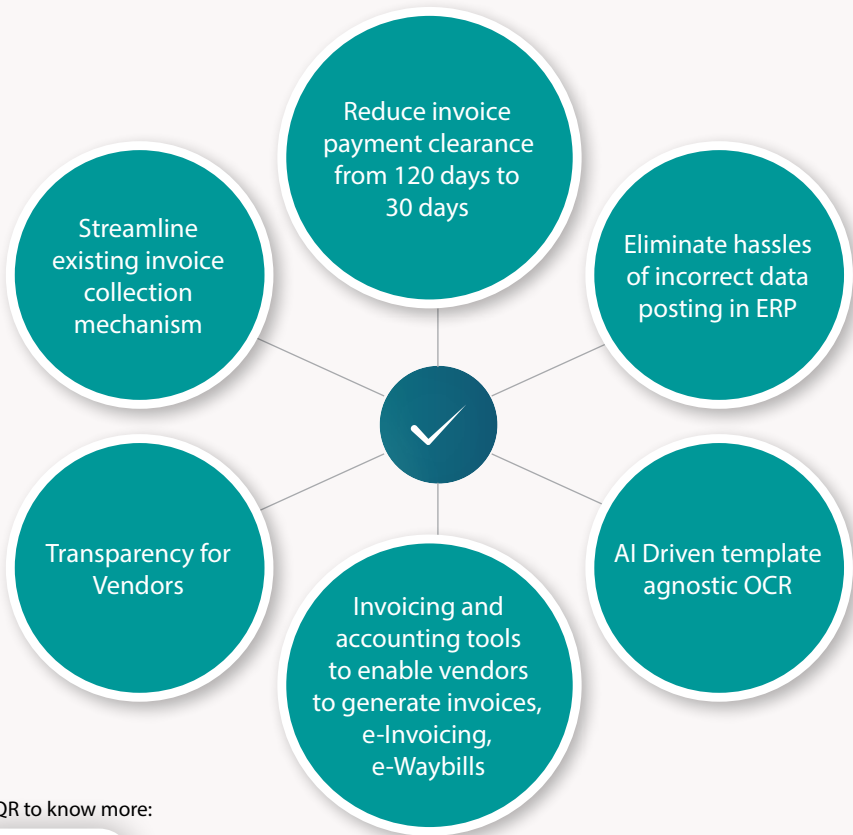 Reduce invoice
payment clearance
from 120 days to
30 days
Streamline
existing invoice
collection
mechanism
Eliminate hassles
of incorrect data
posting in ERP
Transparency for
Vendors
AI Driven template
agnostic OCR
Invoicing and
accounting tools
to enable vendors
to generate invoices,
e-Invoicing,
e-Waybills
QR to know more: